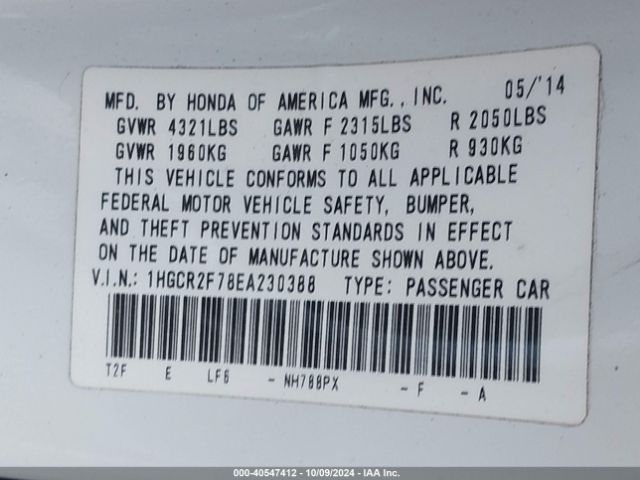 MFD. BY HONDA OF AMERICA MFG., INC. 05/'14
GVWR 4321LBS GAWR F 2315LBS R 2050LBS
GVWR 1960KG GAWR F 1050KG R 930KG
THIS VEHICLE CONFORMS TO ALL APPLICABLE
FEDERAL MOTOR VEHICLE SAFETY, BUMPER,
AND THEFT PREVENTION STANDARDS IN EFFECT
ON THE DATE OF MANUFACTURE SHOWN ABOVE.
V.I.N.: 1HGCR2F78EA230388 TYPE: PASSENGER CAR
T2F E LF6 - NH788PX - F - A
000-40547412 - 10/09/2024 - IAA Inc.